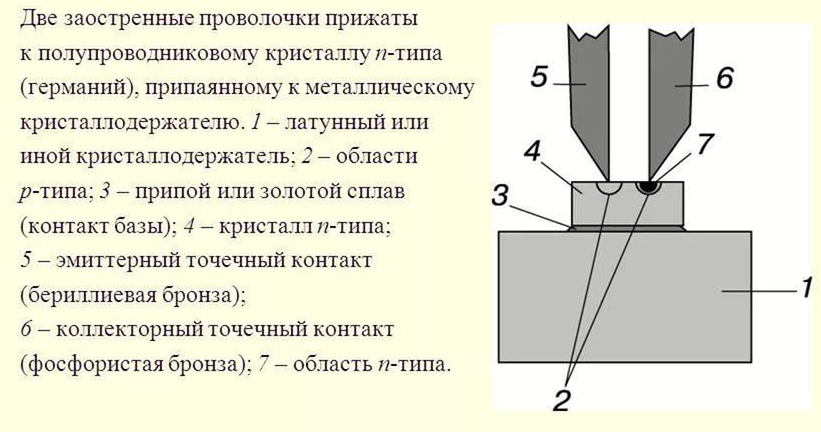 Две заостренные проволочки прижаты
к полупроводниковому кристаллу n-типа
(германий), припаянному к металлическому
кристаллодержателю. 1 – латунный или
иной кристаллодержатель; 2 – области
p-типа; 3 – припой или золотой сплав
(контакт базы); 4 – кристалл n-типа;
5 – эмиттерный точечный контакт
(бериллиевая бронза);
6 – коллекторный точечный контакт
(фосфористая бронза); 7 – область n-типа.
5
6
4
7
3
1
2